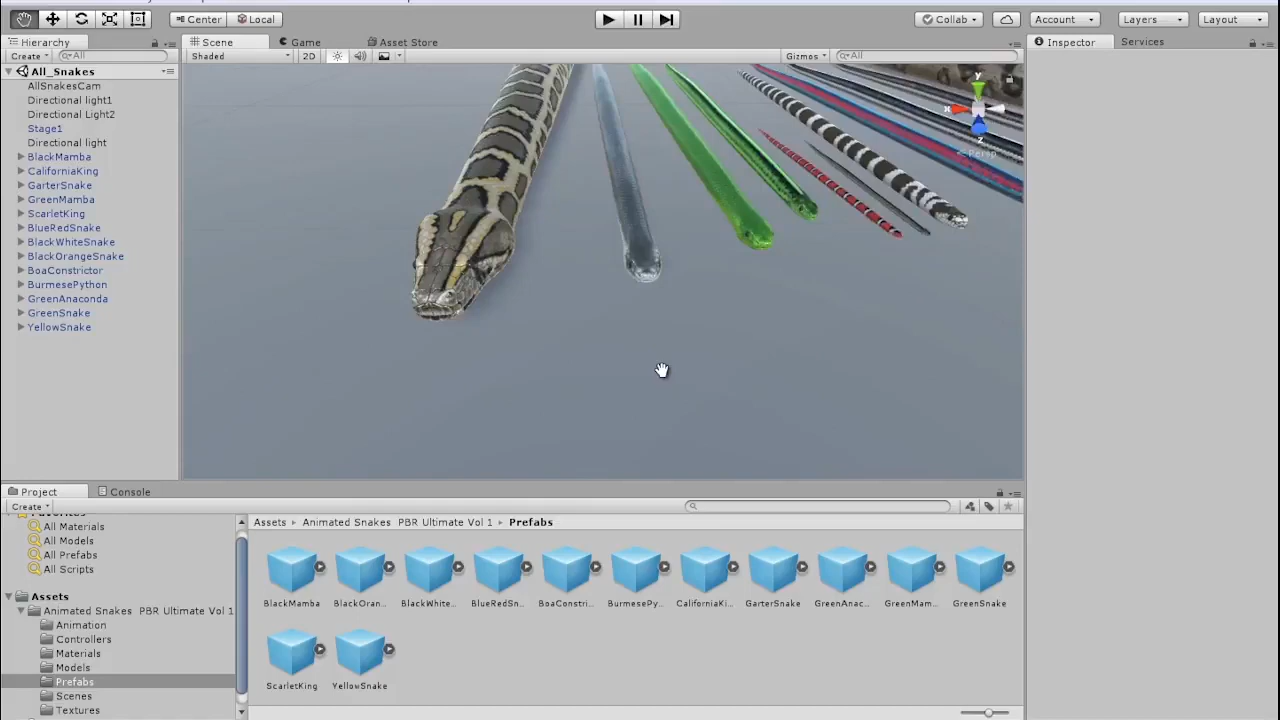 Center Local Collab Account Layers Layout
Hierarchy Scene Game Asset Store Inspector Services
Create All Shaded 2D Gizmos All
All_Snakes
AllSnakesCam
Directional light1
Directional Light2
Stage1
Directional light
BlackMamba
CaliforniaKing
GarterSnake
GreenMamba
ScarletKing
BlueRedSnake
BlackWhiteSnake
BlackOrangeSnake
BoaConstrictor
BurmesePython
GreenAnaconda
GreenSnake
YellowSnake
y
x
z
Persp
Project Console
Create
Favorites
All Materials
All Models
All Prefabs
All Scripts
Assets
Animated Snakes PBR Ultimate Vol 1
Animation
Controllers
Materials
Models
Prefabs
Scenes
Textures
Assets Animated Snakes PBR Ultimate Vol 1 Prefabs
BlackMamba BlackOran... BlackWhite... BlueRedSn... BoaConstri... BurmesePy... CaliforniaKi... GarterSnake GreenAnac... GreenMam... GreenSnake
ScarletKing YellowSnake